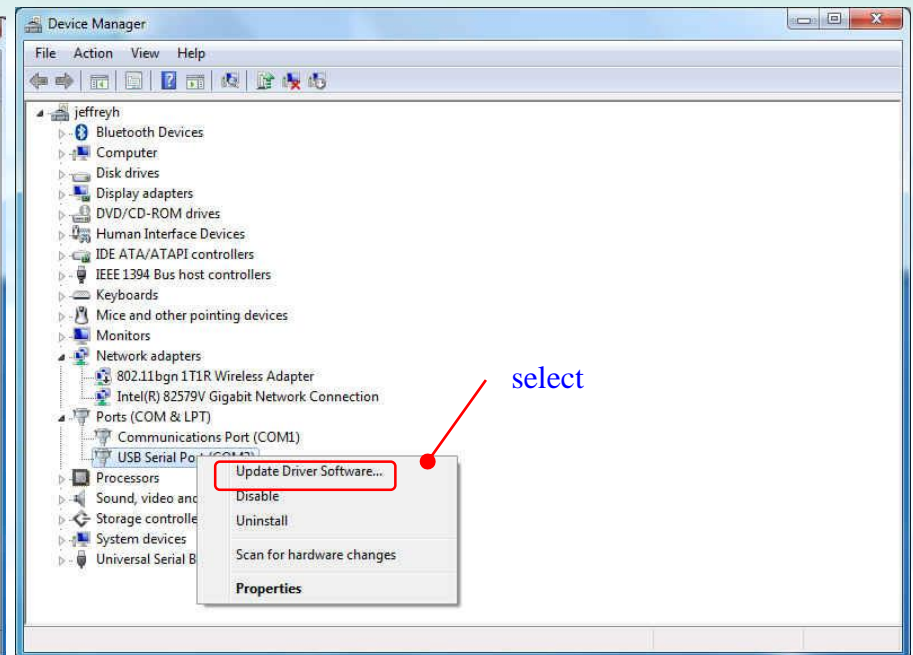 Device Manager
File Action View Help
jeffreyh
Bluetooth Devices
Computer
Disk drives
Display adapters
DVD/CD-ROM drives
Human Interface Devices
IDE ATA/ATAPI controllers
IEEE 1394 Bus host controllers
Keyboards
Mice and other pointing devices
Monitors
Network adapters
802.11bgn 1T1R Wireless Adapter
Intel(R) 82579V Gigabit Network Connection
select
Ports (COM & LPT)
Communications Port (COM1)
USB Serial
Update Driver Software...
Processors
Disable
Sound, video and
Uninstall
Storage
System devices
Scan for hardware changes
Universal Serial
Properties